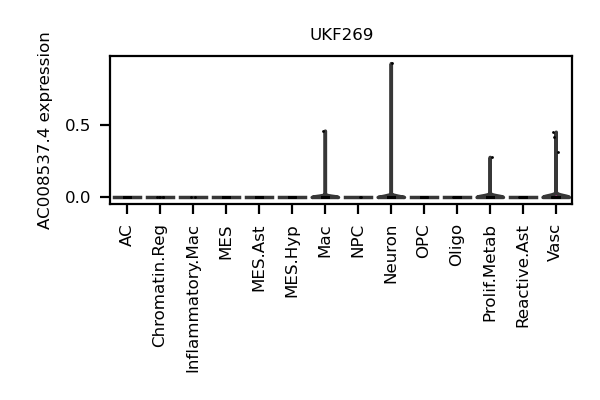 UKF269
AC008537.4 expression
0.5
0.0
AC
Chromatin.Reg
Inflammatory.Mac
MES
MES.Ast
MES.Hyp
Mac
NPC
Neuron
OPC
Oligo
Prolif.Metab
Reactive.Ast
Vasc